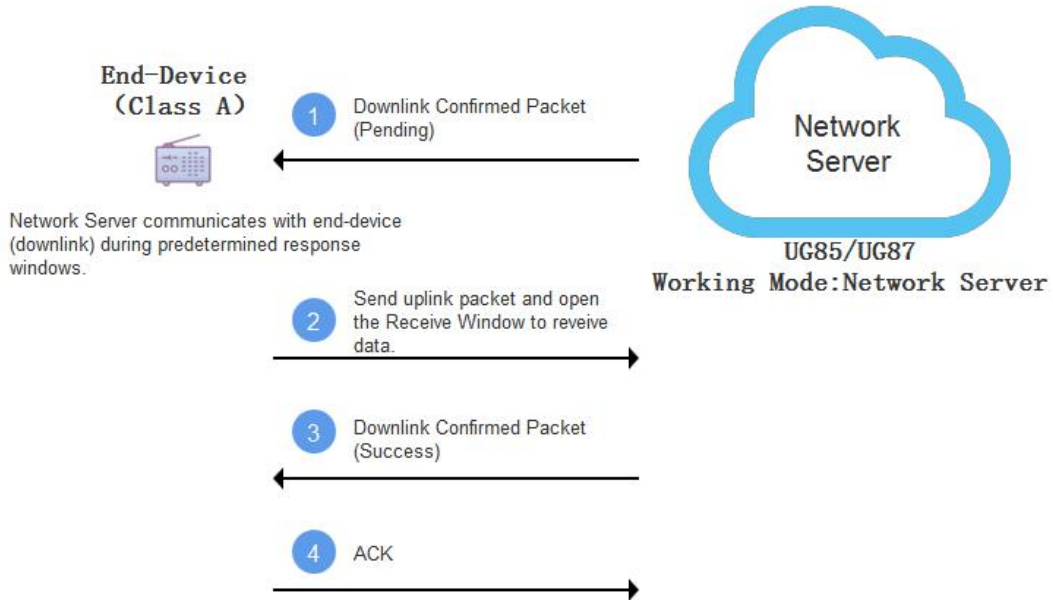 End-Device
(Class A)
1
Downlink Confirmed Packet
(Pending)
Network
Server
Network Server communicates with end-device
(downlink) during predetermined response
windows.
UG85/UG87
Working Mode:Network Server
2
Send uplink packet and open
the Receive Window to reveive
data.
3
Downlink Confirmed Packet
(Success)
4
ACK